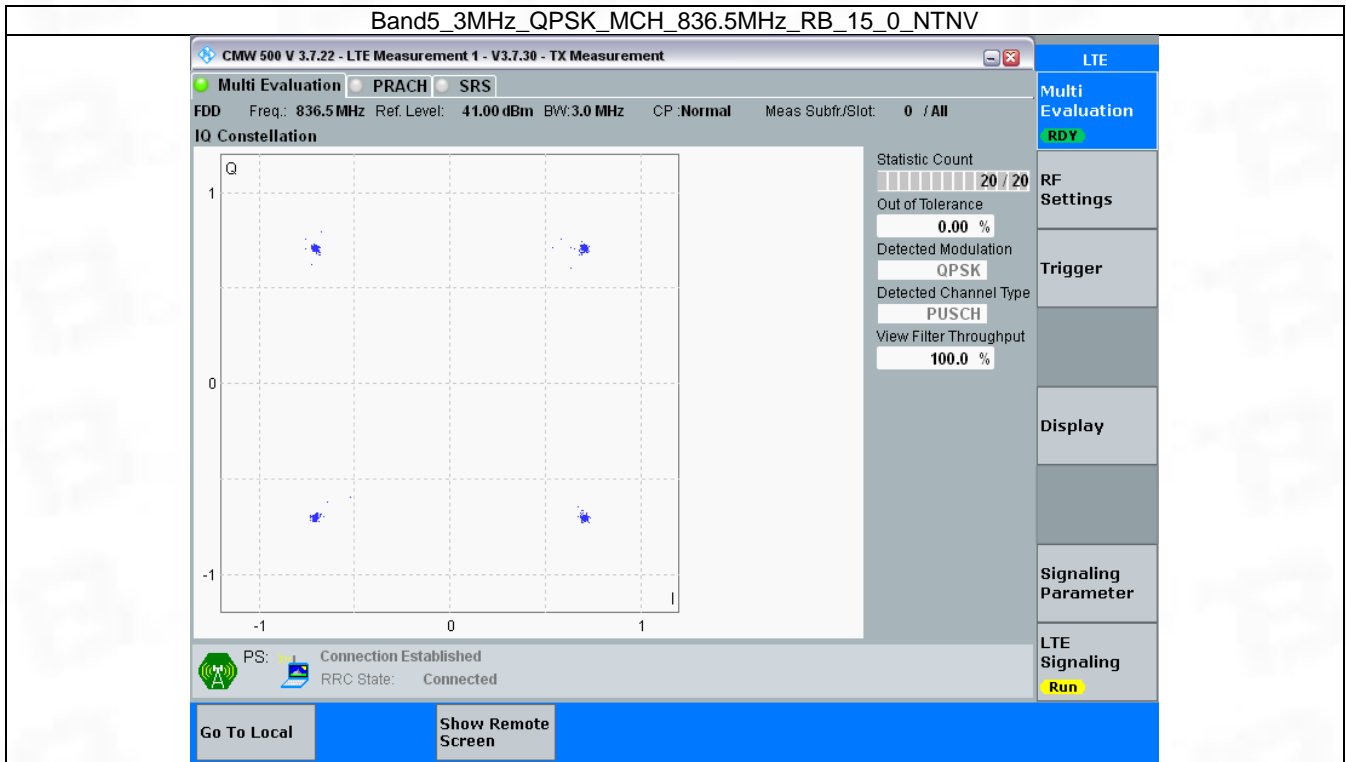 Band5_3MHz_QPSK_MCH_836.5MHz_RB_15_0_NTNV
CMW 500 V 3.7.22 - LTE Measurement 1 - V3.7.30 - TX Measurement
LTE
Multi Evaluation PRACH SRS
FDD Freq.: 836.5 MHz Ref. Level: 41.00 dBm BW:3.0 MHz CP :Normal Meas Subfr./Slot: 0 / All
IQ Constellation
Q
1
0
-1
I
-1 0 1
Statistic Count
20 / 20
Out of Tolerance
0.00 %
Detected Modulation
QPSK
Detected Channel Type
PUSCH
View Filter Throughput
100.0 %
Multi
Evaluation
RDY
RF
Settings
Trigger
Display
Signaling
Parameter
LTE
Signaling
Run
PS: Connection Established
RRC State: Connected
Go To Local
Show Remote
Screen